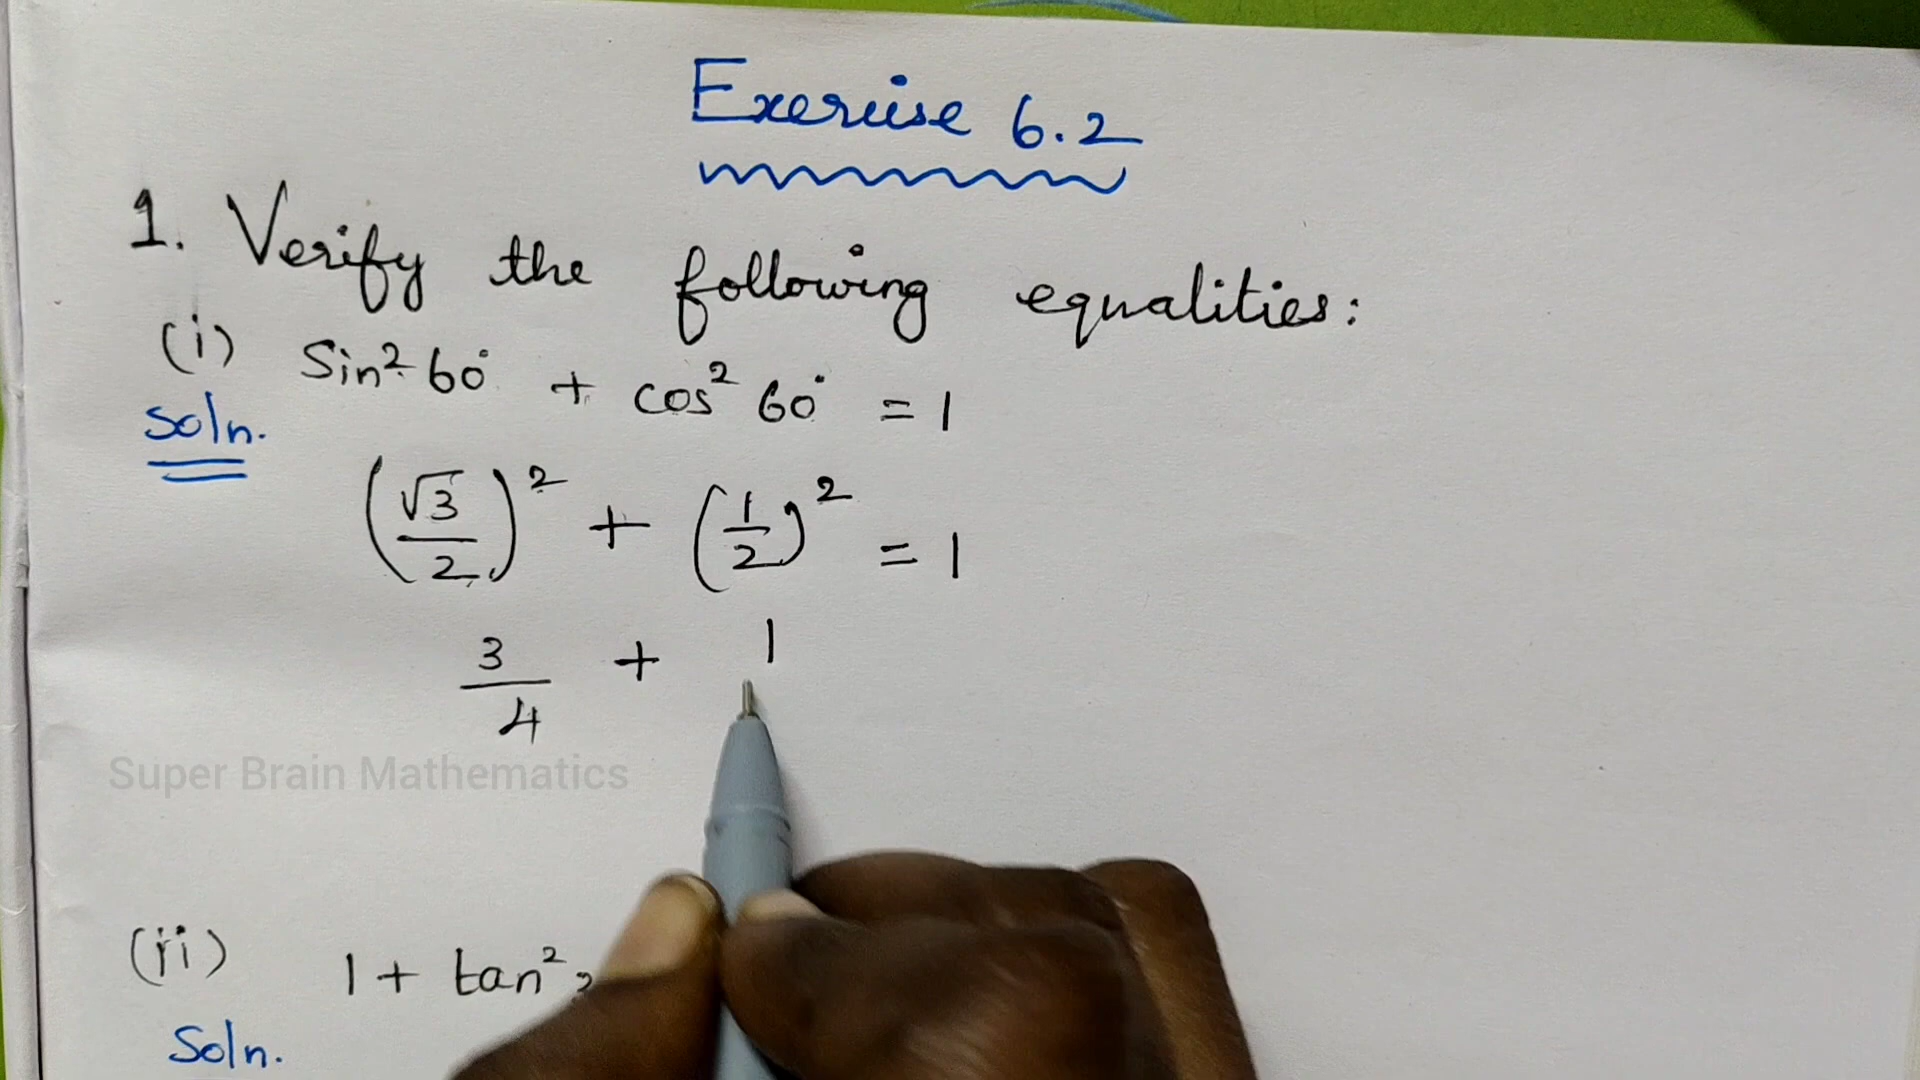 Exercise 6.2
1. Verify the following equalities:
(i) Sin² 60° + cos² 60° = 1
Soln.
(√3/2)² + (1/2)² = 1
3/4 + 1
Super Brain Mathematics
(ii) 1 + tan²
Soln.